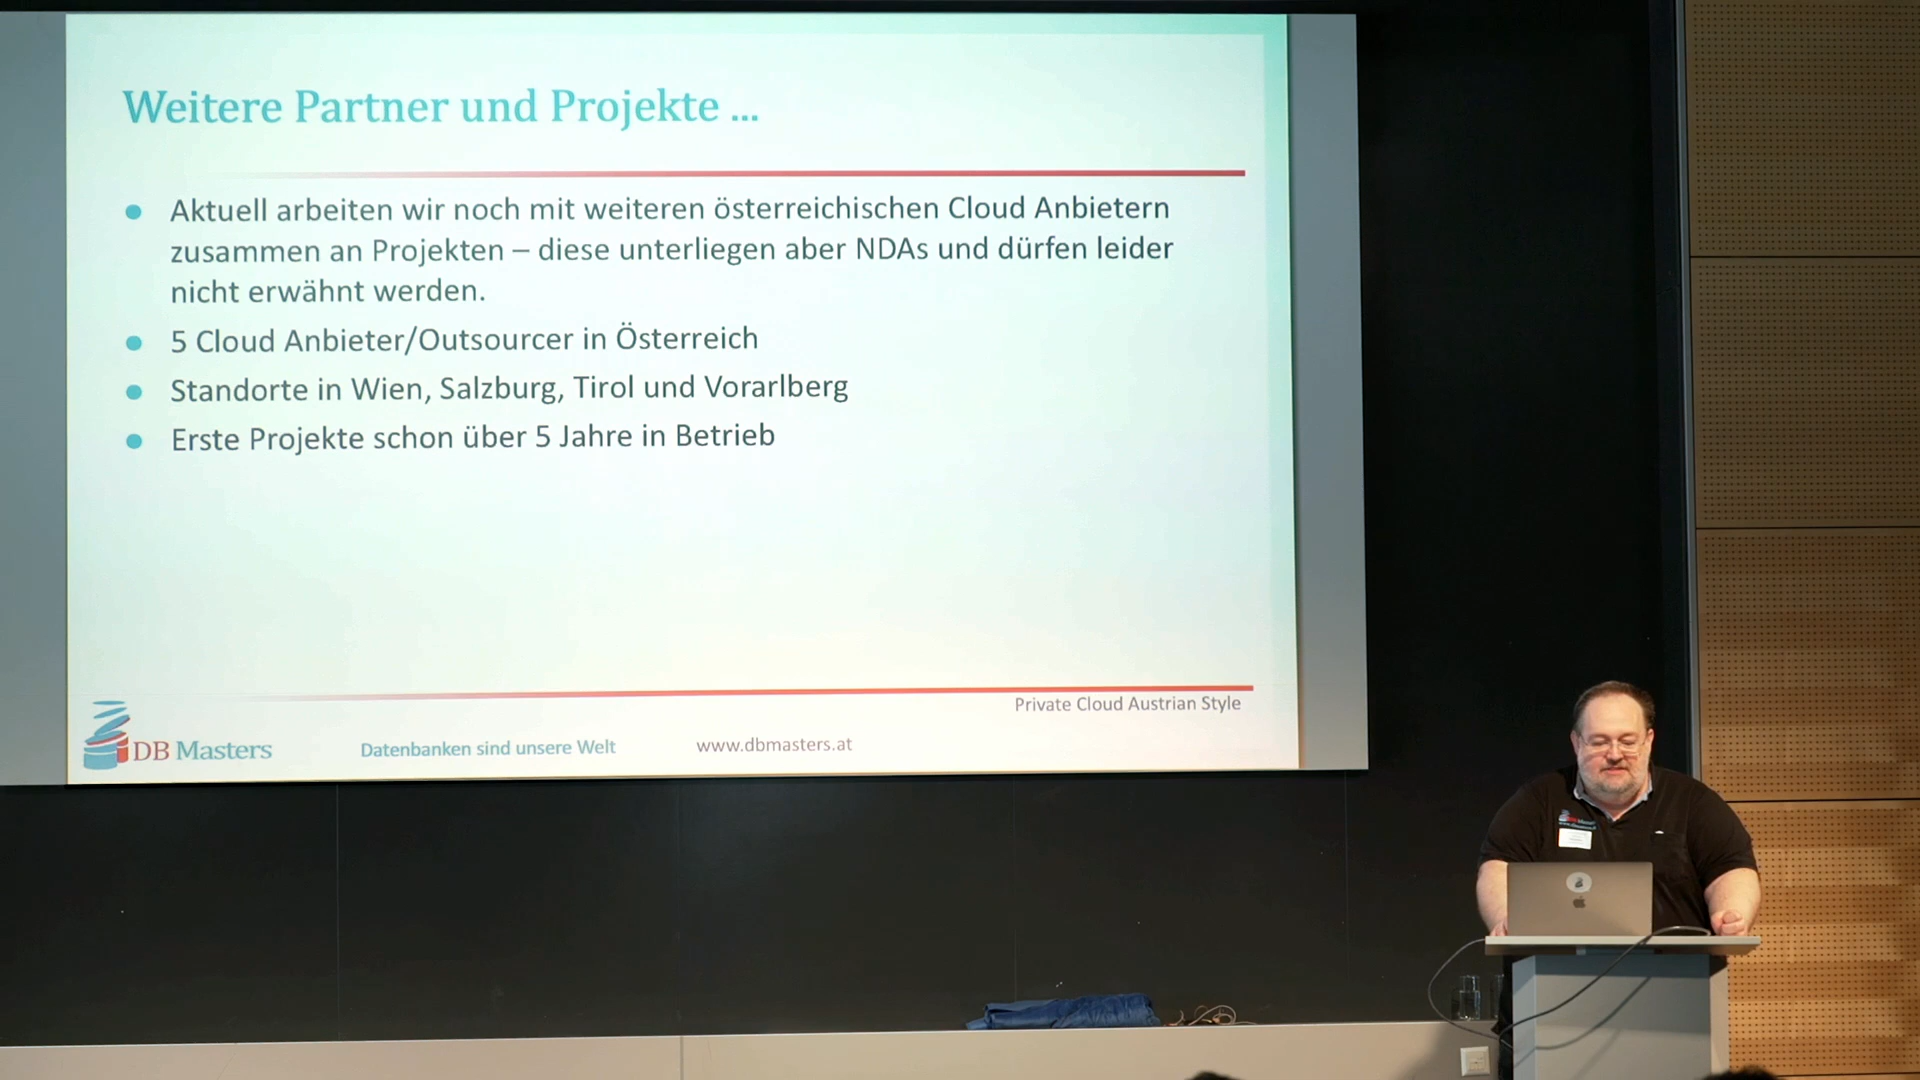 Weitere Partner und Projekte ...
Aktuell arbeiten wir noch mit weiteren österreichischen Cloud Anbietern
zusammen an Projekten – diese unterliegen aber NDAs und dürfen leider
nicht erwähnt werden.
5 Cloud Anbieter/Outsourcer in Österreich
Standorte in Wien, Salzburg, Tirol und Vorarlberg
Erste Projekte schon über 5 Jahre in Betrieb
Private Cloud Austrian Style
DB Masters
Datenbanken sind unsere Welt
www.dbmasters.at